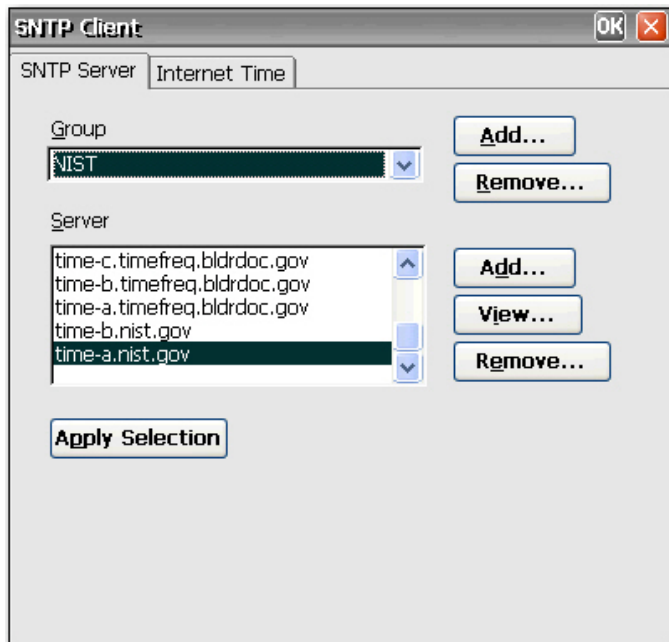 SNTP Client OK
SNTP Server Internet Time
Group
Add...
NIST
Remove...
Server
time-c.timefreq.bldrdoc.gov
Add...
time-b.timefreq.bldrdoc.gov
time-a.timefreq.bldrdoc.gov
View...
time-b.nist.gov
time-a.nist.gov
Remove...
Apply Selection